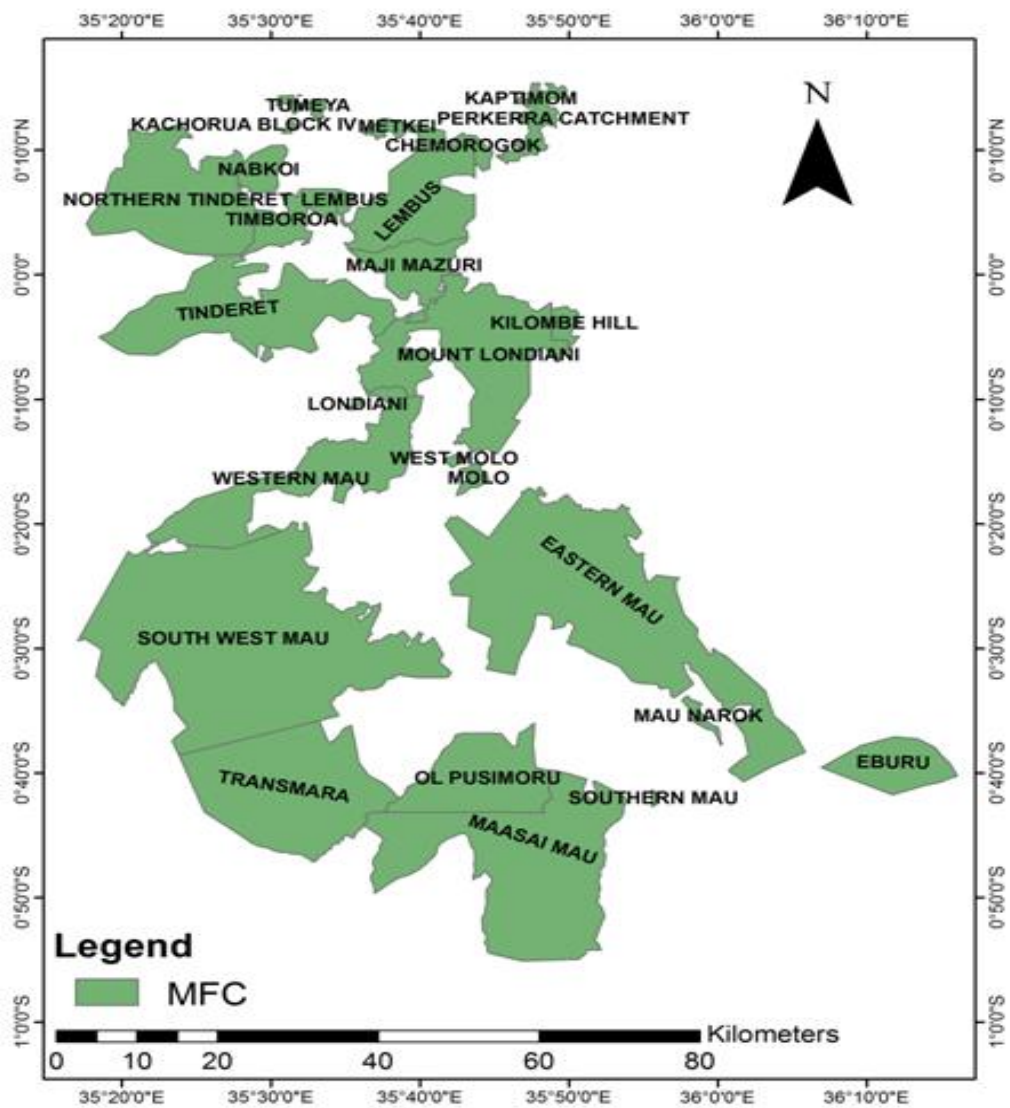 35°20'0"E 35°30'0"E 35°40'0"E 35°50'0"E 36°0'0"E 36°10'0"E
N
TUMEYA
KAPTIMOM
KACHORUA BLOCK IV
METKEI
PERKERRA CATCHMENT
CHEMOROGOK
NABKOI
NORTHERN TINDERET
LEMBUS
TIMBOROA
LEMBUS
MAJI MAZURI
TINDERET
KILOMBE HILL
MOUNT LONDIANI
LONDIANI
WEST MOLO
MOLO
WESTERN MAU
EASTERN MAU
SOUTH WEST MAU
MAU NAROK
EBURU
TRANSMARA
OL PUSIMORU
SOUTHERN MAU
MAASAI MAU
0°10'0"N
0°0'0"
0°10'0"S
0°20'0"S
0°30'0"S
0°40'0"S
0°50'0"S
1°0'0"S
0°10'0"N
0°0'0"
0°10'0"S
0°20'0"S
0°30'0"S
0°40'0"S
0°50'0"S
1°0'0"S
Legend
MFC
Kilometers
0 10 20 40 60 80
35°20'0"E 35°30'0"E 35°40'0"E 35°50'0"E 36°0'0"E 36°10'0"E